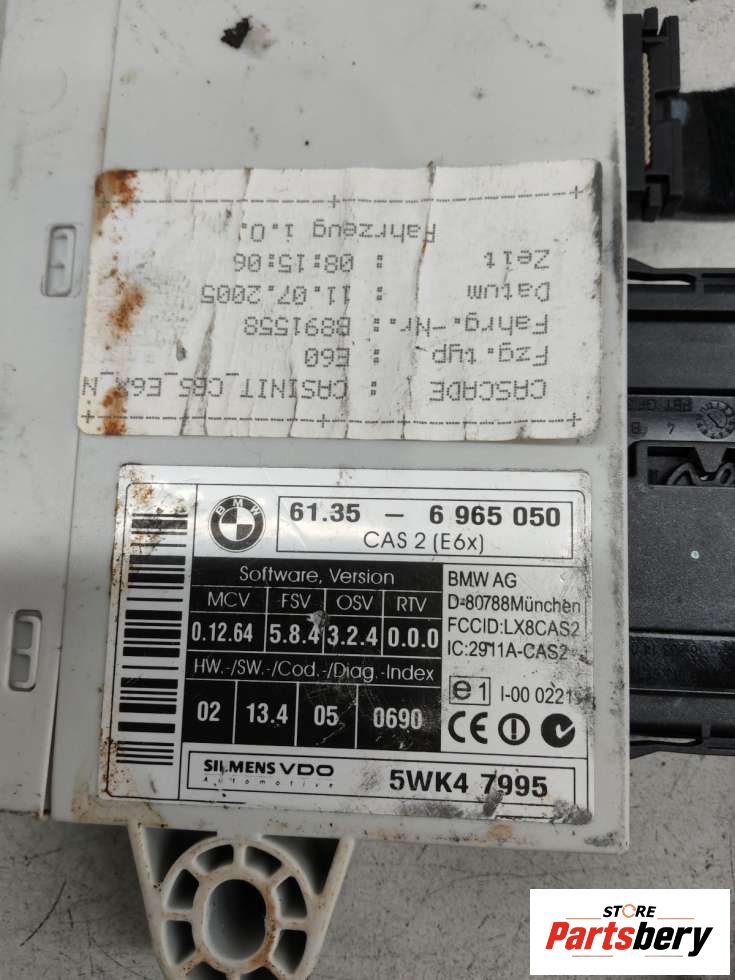 CASCADE : CASINIT_CBS_E6X_N
Fzg.typ : E60
Fahrg.-Nr.: B891558
Datum : 11.07.2005
Zeit : 08:15:06
Fahrzeug i.O.
BMW
61.35 – 6 965 050
CAS 2 (E6x)
Software, Version
MCV FSV OSV RTV
0.12.64 5.8.4 3.2.4 0.0.0
HW.-/SW.-/Cod.-/Diag.-Index
02 13.4 05 0690
BMW AG
D-80788München
FCCID:LX8CAS2
IC:2911A-CAS2
e1 I-00 0221
CE
SIEMENS VDO
Automotive
5WK4 7995
STORE
Partsbery